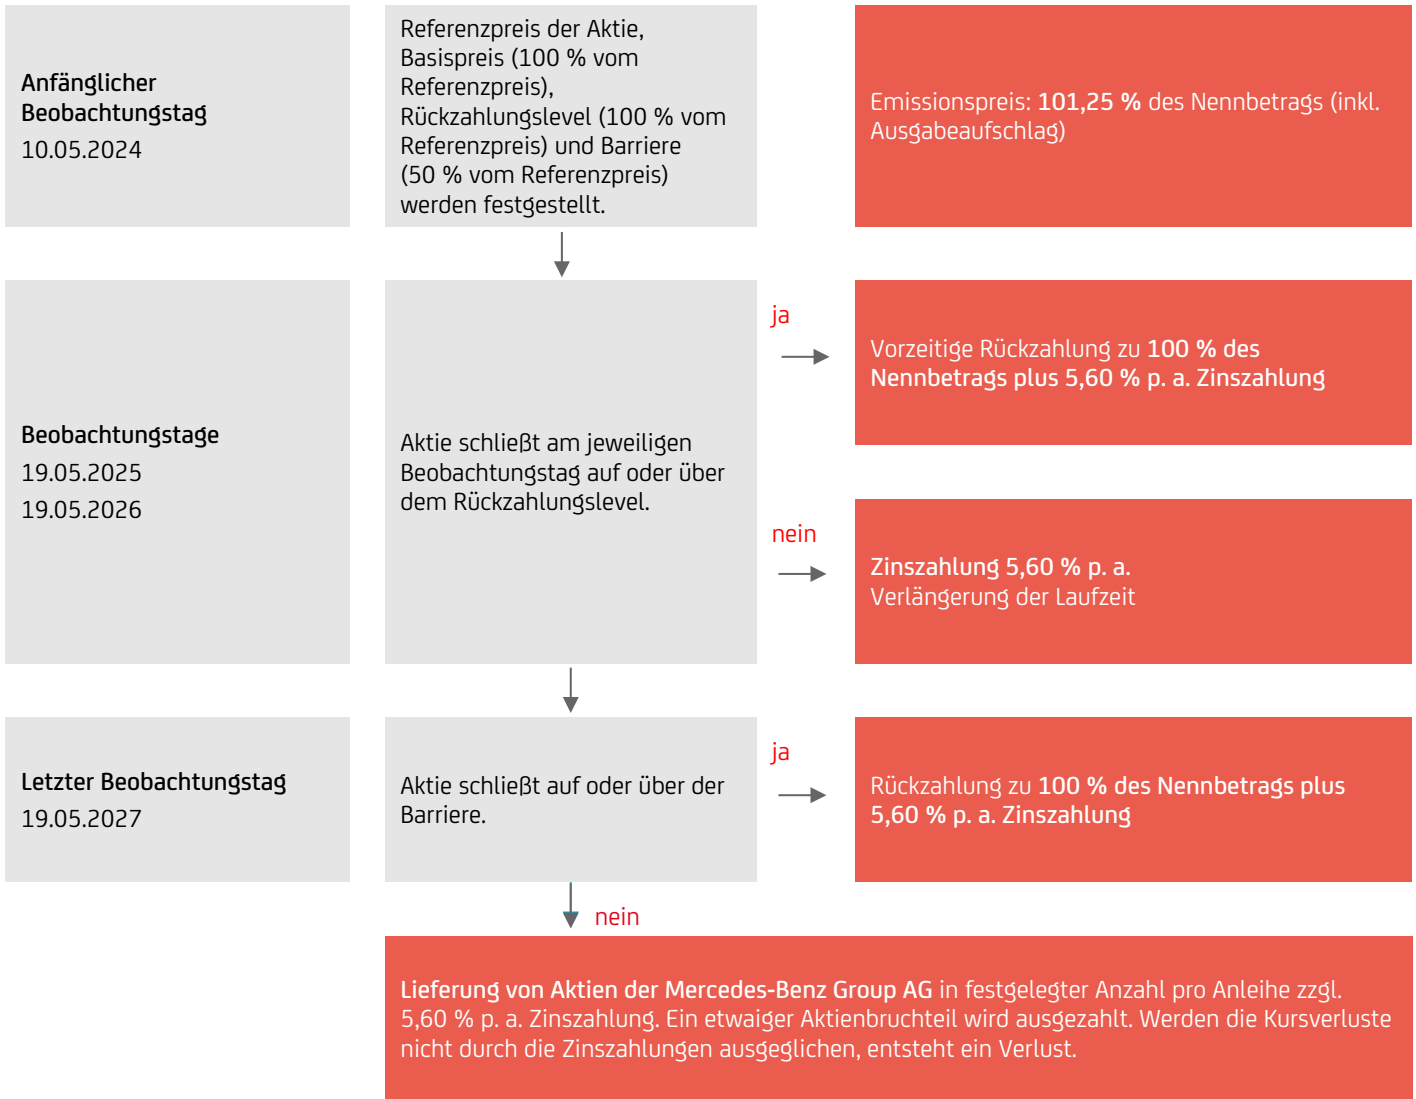 Anfänglicher
Beobachtungstag
10.05.2024
Referenzpreis der Aktie,
Basispreis (100 % vom
Referenzpreis),
Rückzahlungslevel (100 % vom
Referenzpreis) und Barriere
(50 % vom Referenzpreis)
werden festgestellt.
Emissionspreis: 101,25 % des Nennbetrags (inkl.
Ausgabeaufschlag)
Beobachtungstage
19.05.2025
19.05.2026
Aktie schließt am jeweiligen
Beobachtungstag auf oder über
dem Rückzahlungslevel.
ja
Vorzeitige Rückzahlung zu 100 % des
Nennbetrags plus 5,60 % p. a. Zinszahlung
nein
Zinszahlung 5,60 % p. a.
Verlängerung der Laufzeit
Letzter Beobachtungstag
19.05.2027
Aktie schließt auf oder über der
Barriere.
ja
Rückzahlung zu 100 % des Nennbetrags plus
5,60 % p. a. Zinszahlung
nein
Lieferung von Aktien der Mercedes-Benz Group AG in festgelegter Anzahl pro Anleihe zzgl.
5,60 % p. a. Zinszahlung. Ein etwaiger Aktienbruchteil wird ausgezahlt. Werden die Kursverluste
nicht durch die Zinszahlungen ausgeglichen, entsteht ein Verlust.